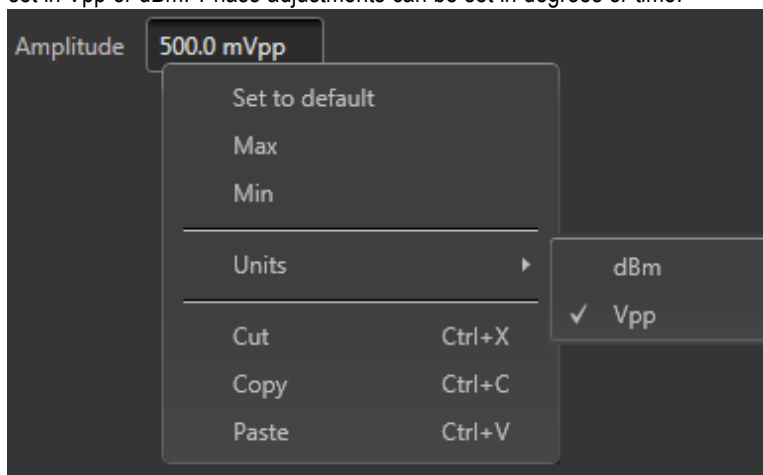 set in Vpp or dBm. Phase adjustments can be set in degrees or time.
Amplitude 500.0 mVpp
Set to default
Max
Min
Units
dBm
Vpp
Cut Ctrl+X
Copy Ctrl+C
Paste Ctrl+V